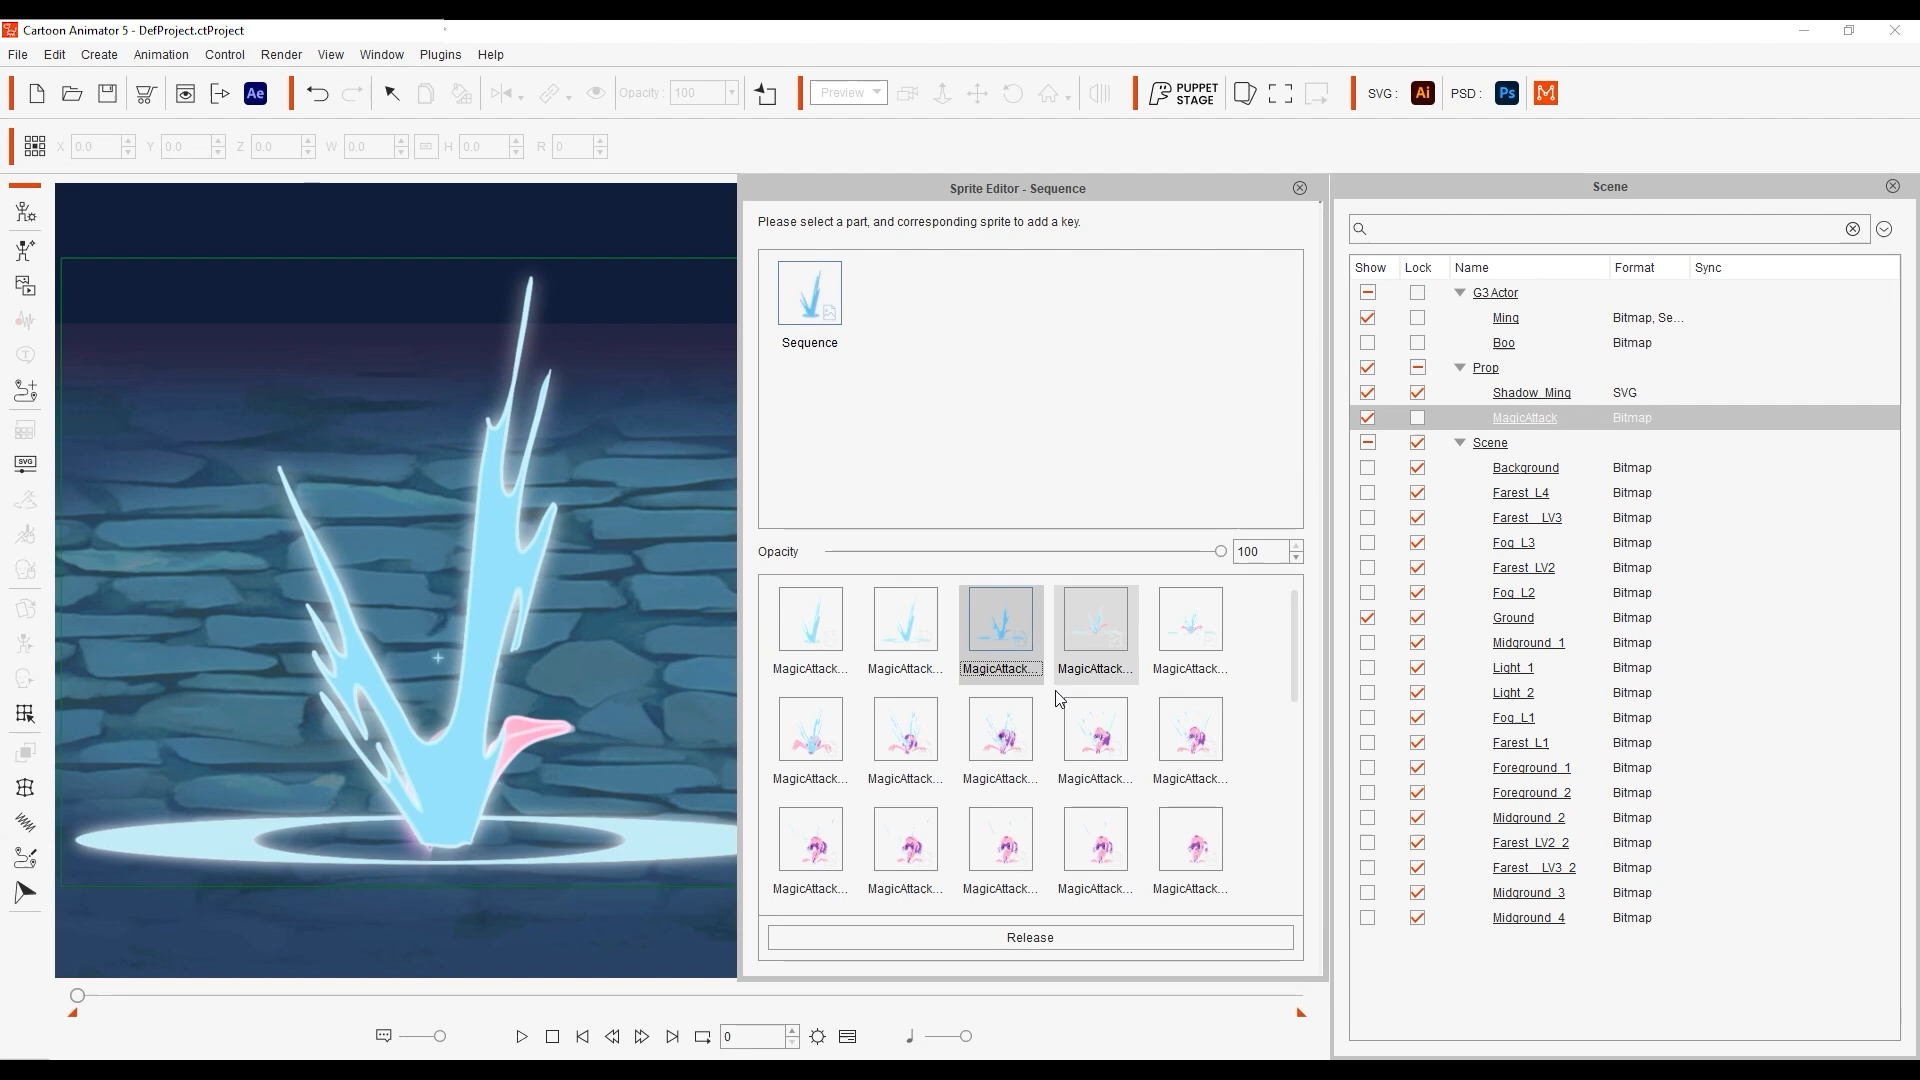 Cartoon Animator 5 - DefProject.ctProject
File Edit Create Animation Control Render View Window Plugins Help
Ae Opacity : 100 Preview PUPPET STAGE SVG : Ai PSD : Ps
X 0.0 Y 0.0 Z 0.0 W 0.0 H 0.0 R 0
Sprite Editor - Sequence
Please select a part, and corresponding sprite to add a key.
Sequence
Opacity 100
MagicAttack... MagicAttack... MagicAttack... MagicAttack... MagicAttack...
MagicAttack... MagicAttack... MagicAttack... MagicAttack... MagicAttack...
MagicAttack... MagicAttack... MagicAttack... MagicAttack... MagicAttack...
Release
SVG
0
Scene
Show Lock Name Format Sync
G3 Actor
Ming Bitmap, Se...
Boo Bitmap
Prop
Shadow_Ming SVG
MagicAttack Bitmap
Scene
Background Bitmap
Farest_L4 Bitmap
Farest__LV3 Bitmap
Fog_L3 Bitmap
Farest_LV2 Bitmap
Fog_L2 Bitmap
Ground Bitmap
Midground_1 Bitmap
Light_1 Bitmap
Light_2 Bitmap
Fog_L1 Bitmap
Farest_L1 Bitmap
Foreground_1 Bitmap
Foreground_2 Bitmap
Midground_2 Bitmap
Farest_LV2_2 Bitmap
Farest__LV3_2 Bitmap
Midground_3 Bitmap
Midground_4 Bitmap